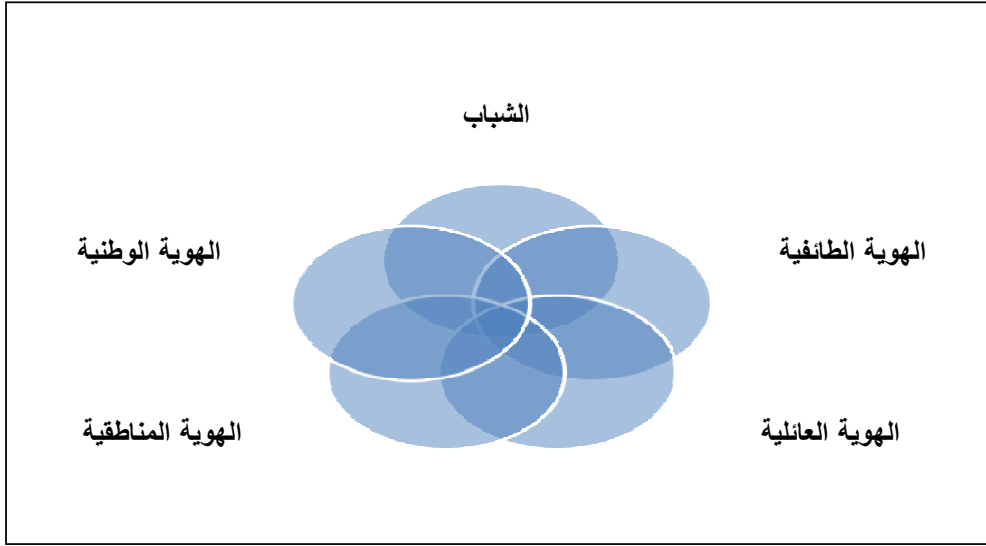 الشباب
الهوية الطائفية
الهوية الوطنية
الهوية العائلية
الهوية المناطقية